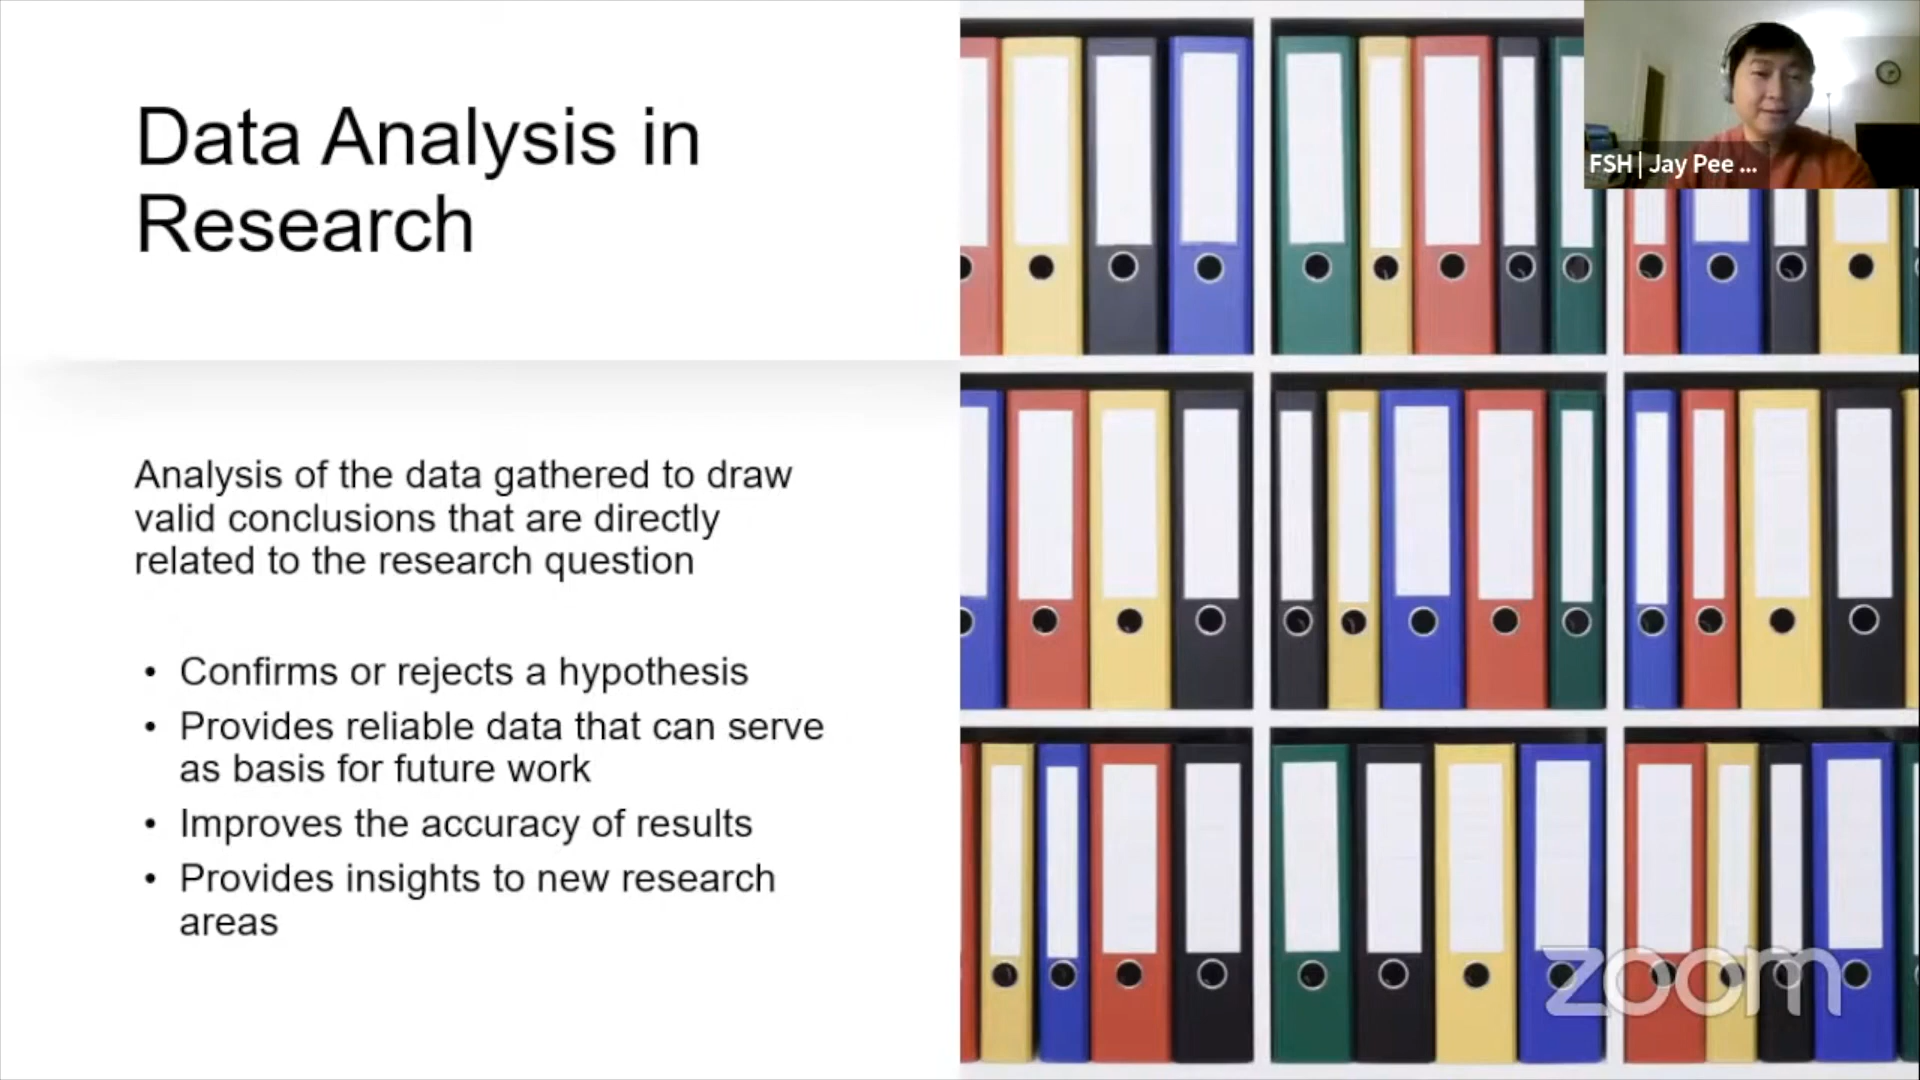 Data Analysis in
Research
Analysis of the data gathered to draw
valid conclusions that are directly
related to the research question
• Confirms or rejects a hypothesis
• Provides reliable data that can serve
as basis for future work
• Improves the accuracy of results
• Provides insights to new research
areas
FSH | Jay Pee ...
zoom